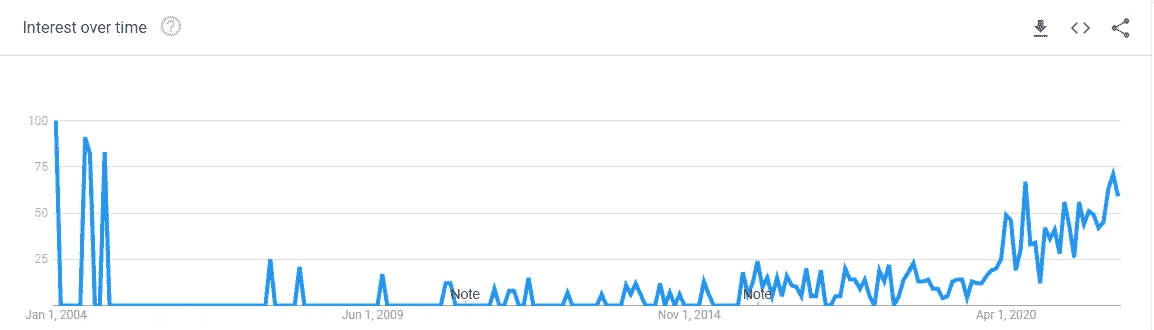 Interest over time ?
100
75
50
25
Note
Note
Jan 1, 2004
Jun 1, 2009
Nov 1, 2014
Apr 1, 2020